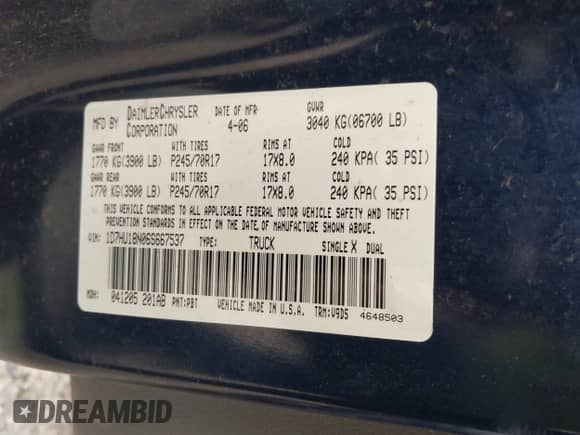 MFD BY DAIMLERCHRYSLER CORPORATION DATE OF MFR 4-06 GVWR 3040 KG(06700 LB)
GAWR FRONT WITH TIRES RIMS AT COLD
1770 KG(3900 LB) P245/70R17 17X8.0 240 KPA( 35 PSI)
GAWR REAR WITH TIRES RIMS AT COLD
1770 KG(3900 LB) P245/70R17 17X8.0 240 KPA( 35 PSI)
THIS VEHICLE CONFORMS TO ALL APPLICABLE FEDERAL MOTOR VEHICLE SAFETY AND THEFT
PREVENTION STANDARDS IN EFFECT ON THE DATE OF MANUFACTURE SHOWN ABOVE.
VIN: 1D7HU18N06S667537 TYPE: TRUCK SINGLE X DUAL
MDH: 041205 201AB PNT:PBT VEHICLE MADE IN U.S.A. TRM:V9D5 4648503
DREAMBID